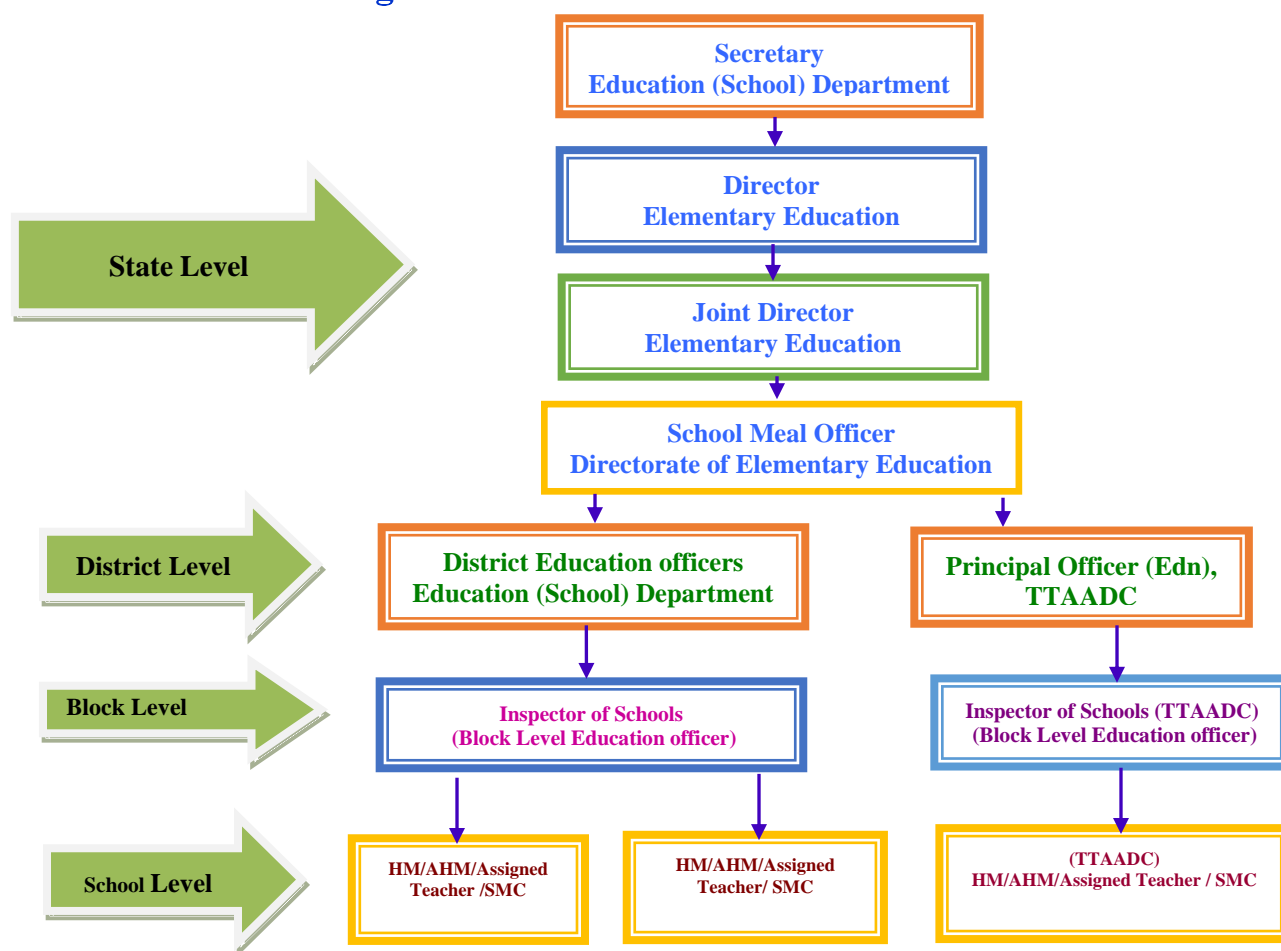 Secretary
Education (School) Department
Director
Elementary Education
State Level
Joint Director
Elementary Education
School Meal Officer
Directorate of Elementary Education
District Level
District Education officers
Education (School) Department
Principal Officer (Edn),
TTAADC
Block Level
Inspector of Schools
(Block Level Education officer)
Inspector of Schools (TTAADC)
(Block Level Education officer)
School Level
HM/AHM/Assigned
Teacher /SMC
HM/AHM/Assigned
Teacher/ SMC
(TTAADC)
HM/AHM/Assigned Teacher / SMC